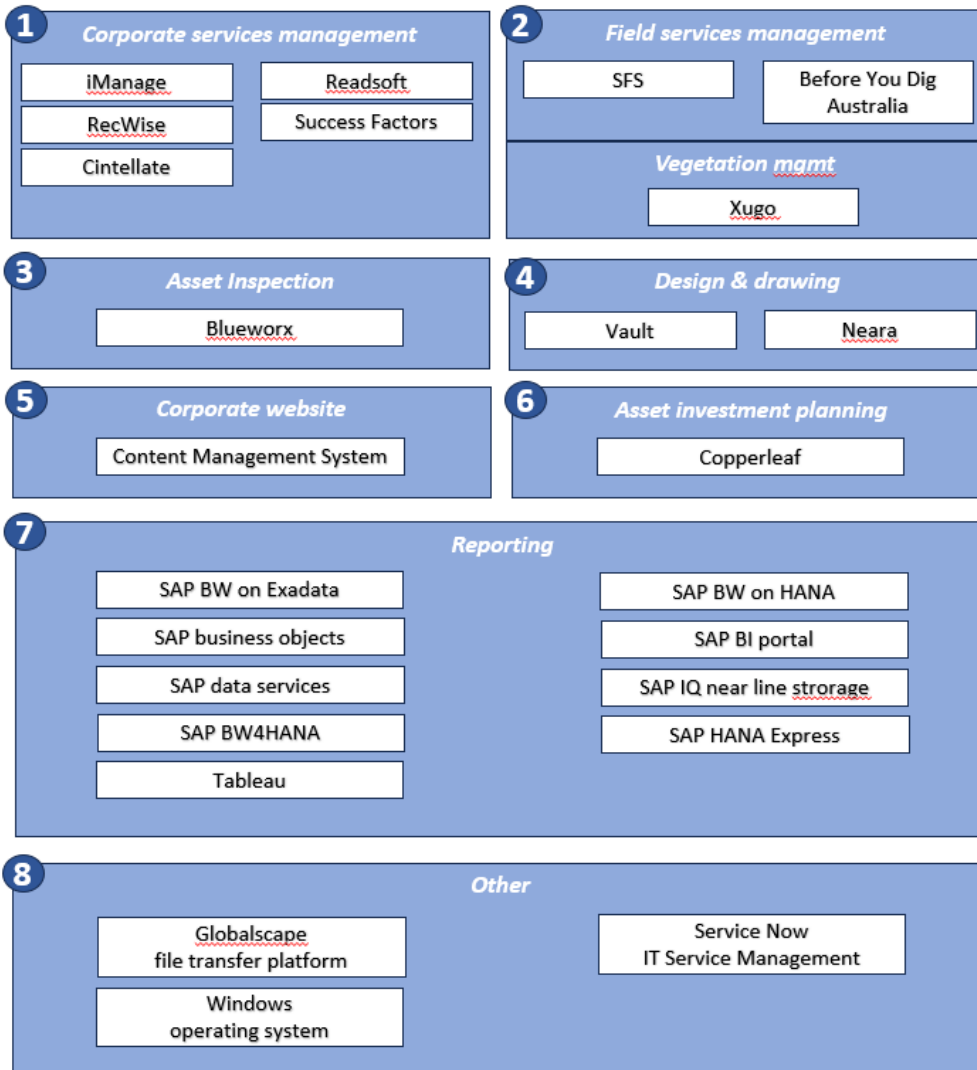 1
Corporate services management
iManage
Readsoft
RecWise
Success Factors
Cintellate
2
Field services management
SFS
Before You Dig
Australia
Vegetation mgmt
Xugo
3
Asset Inspection
Blueworx
4
Design & drawing
Vault
Neara
5
Corporate website
Content Management System
6
Asset investment planning
Copperleaf
7
Reporting
SAP BW on Exadata
SAP BW on HANA
SAP business objects
SAP BI portal
SAP data services
SAP IQ near line strorage
SAP BW4HANA
SAP HANA Express
Tableau
8
Other
Globalscape
file transfer platform
Service Now
IT Service Management
Windows
operating system